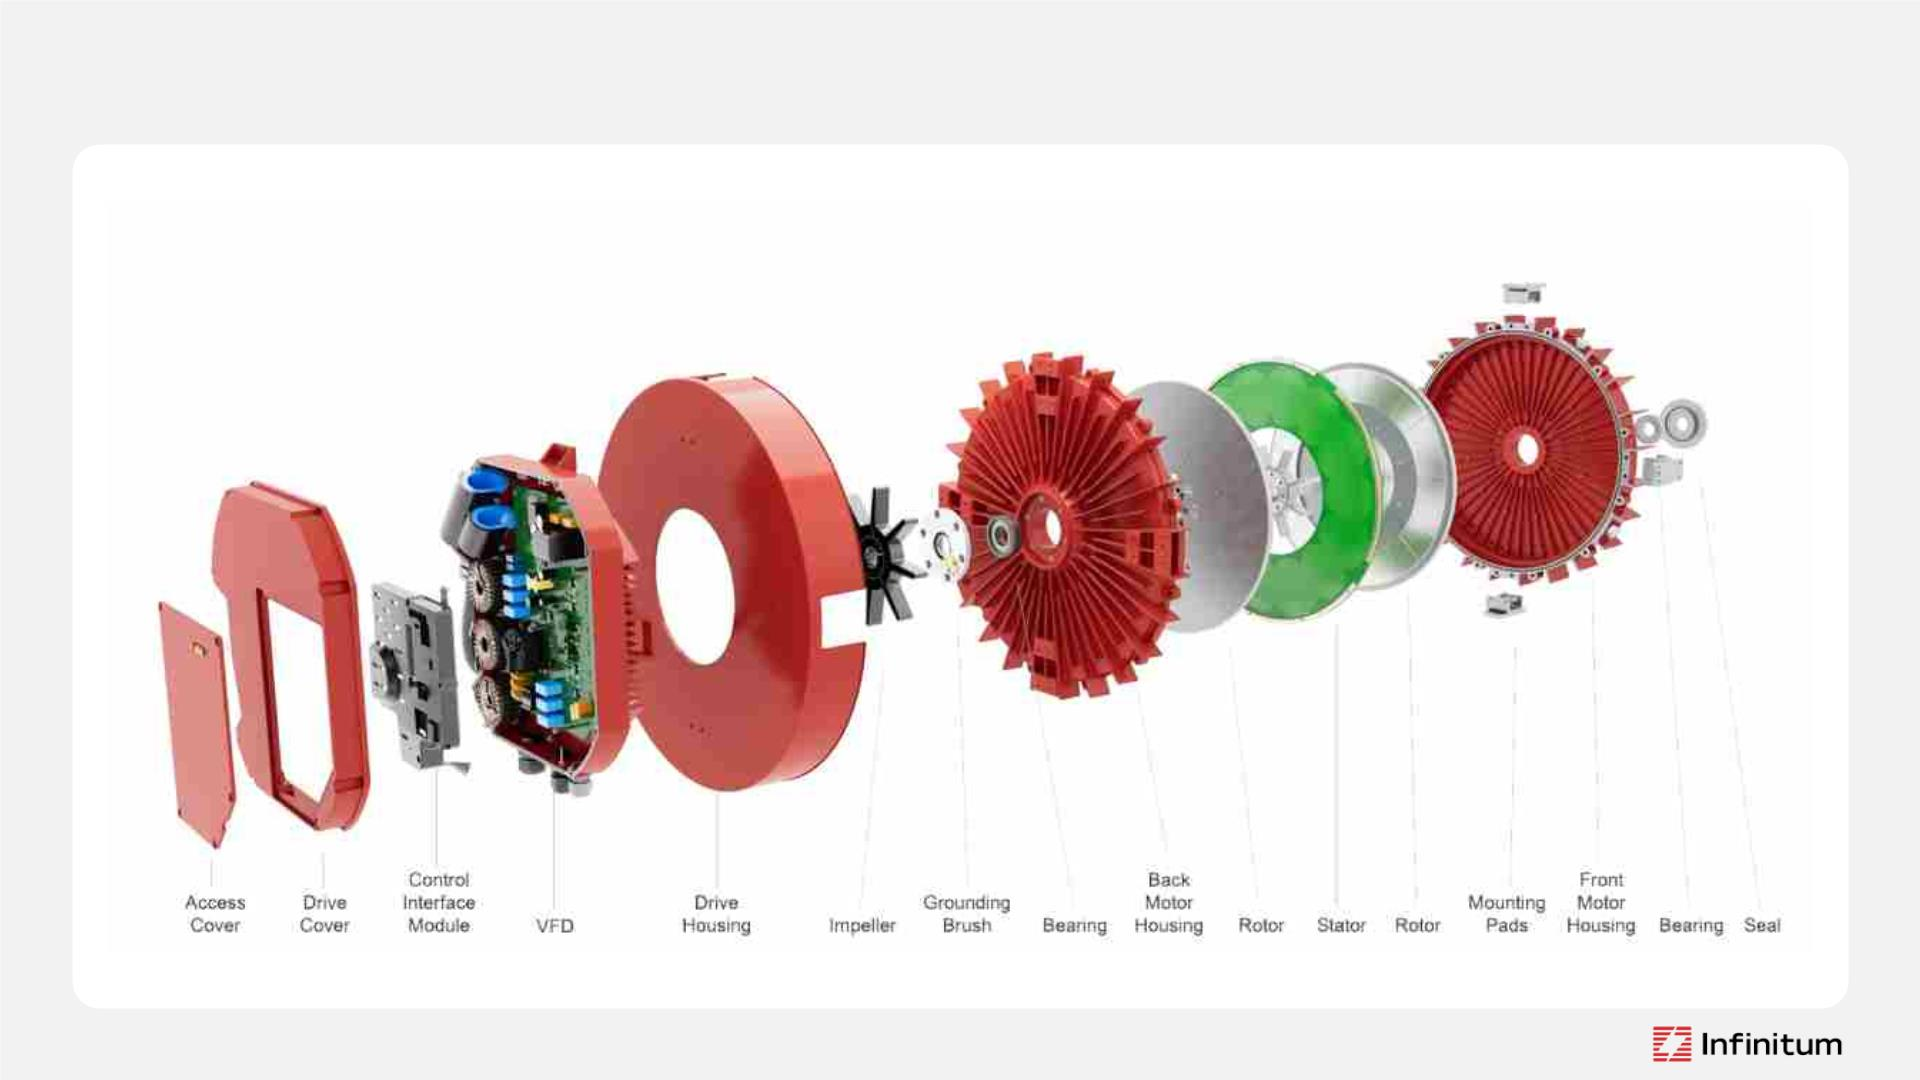 Access
Cover
Drive
Cover
Control
Interface
Module
VFD
Drive
Housing
Impeller
Grounding
Brush
Bearing
Back
Motor
Housing
Rotor
Stator
Rotor
Mounting
Pads
Front
Motor
Housing
Bearing
Seal
Infinitum